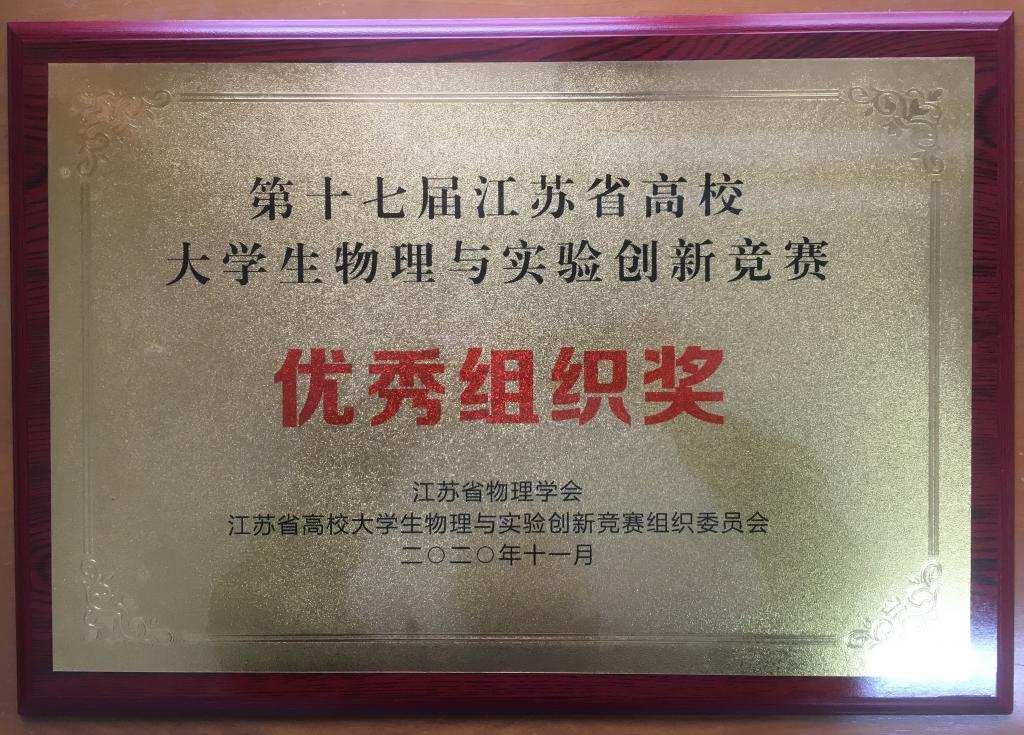 第十七届江苏省高校
大学生物理与实验创新竞赛
优秀组织奖
江苏省物理学会
江苏省高校大学生物理与实验创新竞赛组织委员会
二〇二〇年十一月